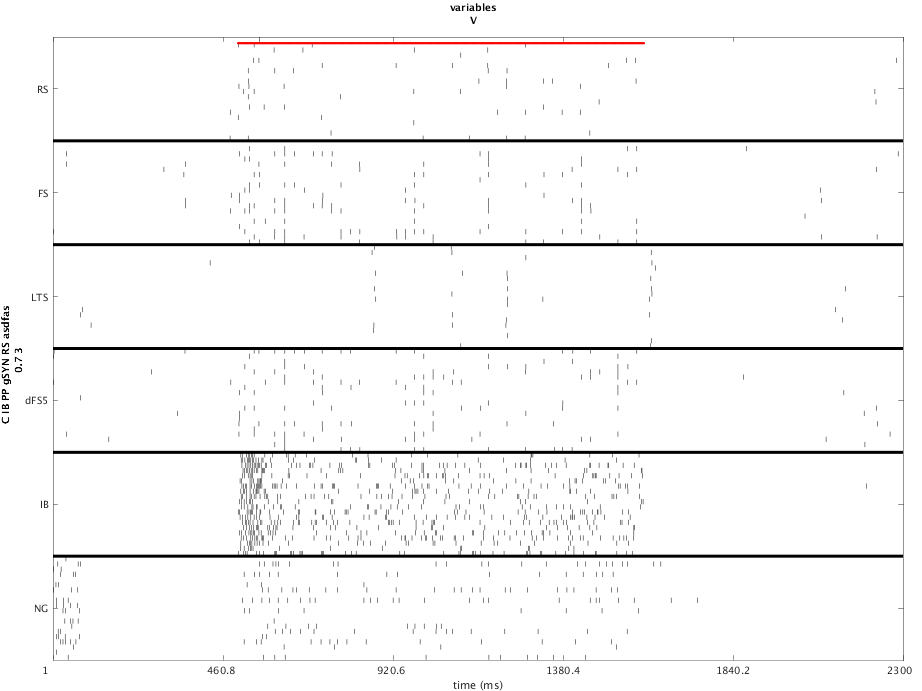 variables
V
RS
FS
LTS
dFS5
IB
NG
C IB PP gSYN RS asdfas
0.7 3
1
460.8
920.6
1380.4
1840.2
2300
time (ms)